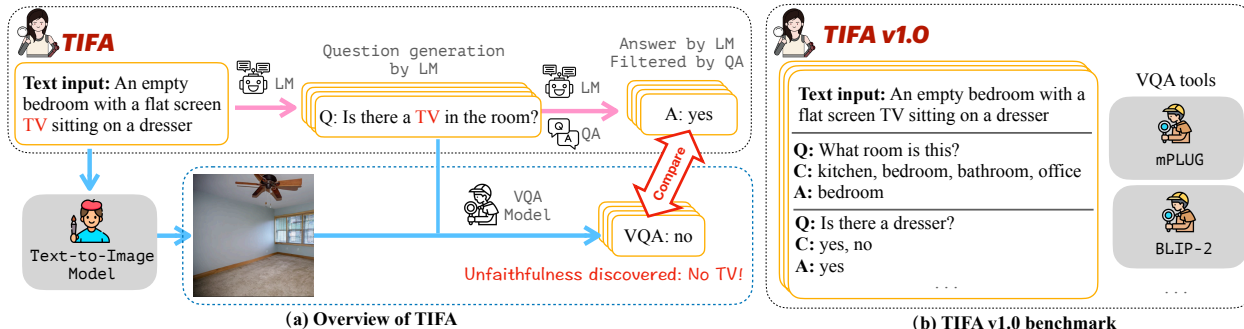 TIFA
Text input: An empty
bedroom with a flat screen
TV sitting on a dresser
LM
Question generation
by LM
Q: Is there a TV in the room?
LM
Q
A
QA
Answer by LM
Filtered by QA
A: yes
Compare
Text-to-Image
Model
VQA
Model
VQA: no
Unfaithfulness discovered: No TV!
(a) Overview of TIFA
TIFA v1.0
Text input: An empty bedroom with a
flat screen TV sitting on a dresser
Q: What room is this?
C: kitchen, bedroom, bathroom, office
A: bedroom
Q: Is there a dresser?
C: yes, no
A: yes
...
VQA tools
mPLUG
BLIP-2
...
(b) TIFA v1.0 benchmark